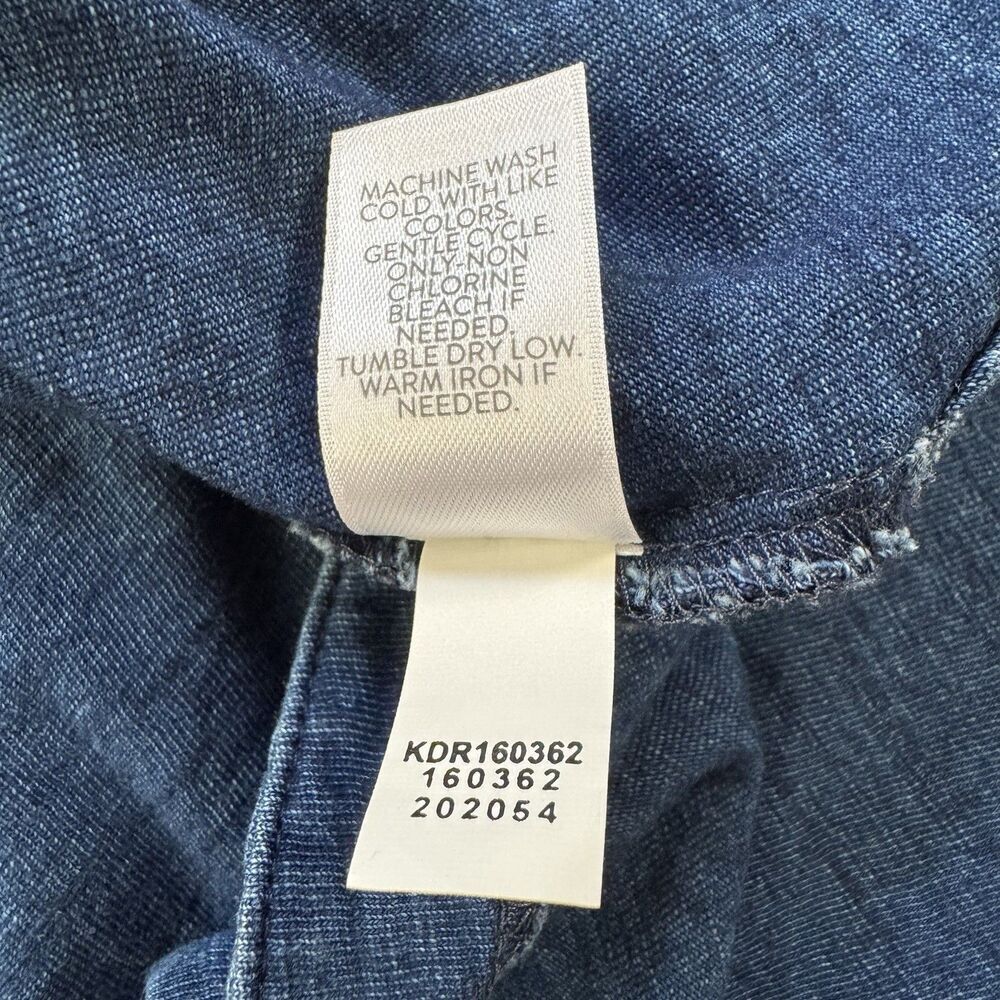 MACHINE WASH
COLD WITH LIKE
COLORS.
GENTLE CYCLE.
ONLY-NON
CHLORINE
BLEACH IF
NEEDED.
TUMBLE DRY LOW.
WARM IRON IF
NEEDED.
KDR160362
160362
202054